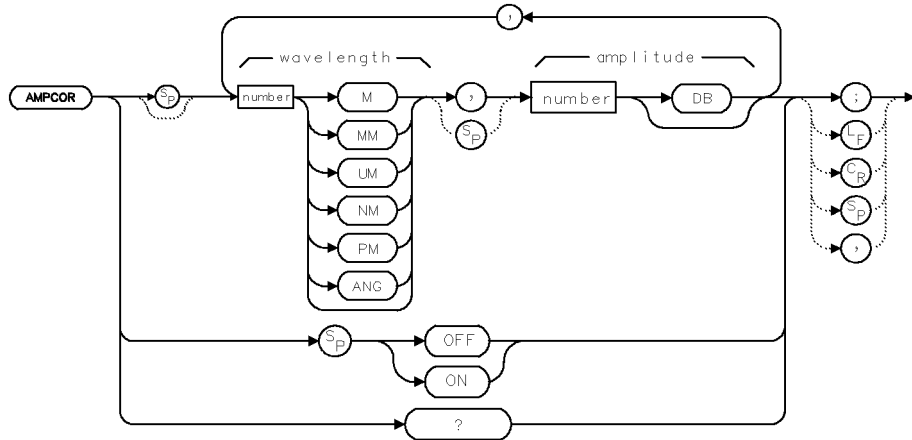 ,
wavelength amplitude
AMPCOR SP number M , number DB ;
MM SP LF
UM CR
NM SP
PM ,
ANG
SP OFF
ON
?